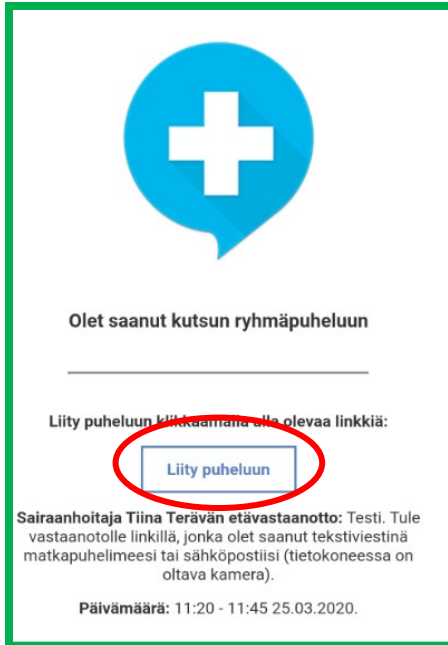 Olet saanut kutsun ryhmäpuheluun
Liity puheluun klikkaamalla alla olevaa linkkiä:
Liity puheluun
Sairaanhoitaja Tiina Terävän etävastaanotto: Testi. Tule
vastaanotolle linkillä, jonka olet saanut tekstiviestinä
matkapuhelimeesi tai sähköpostiisi (tietokoneessa on
oltava kamera).
Päivämäärä: 11:20 - 11:45 25.03.2020.